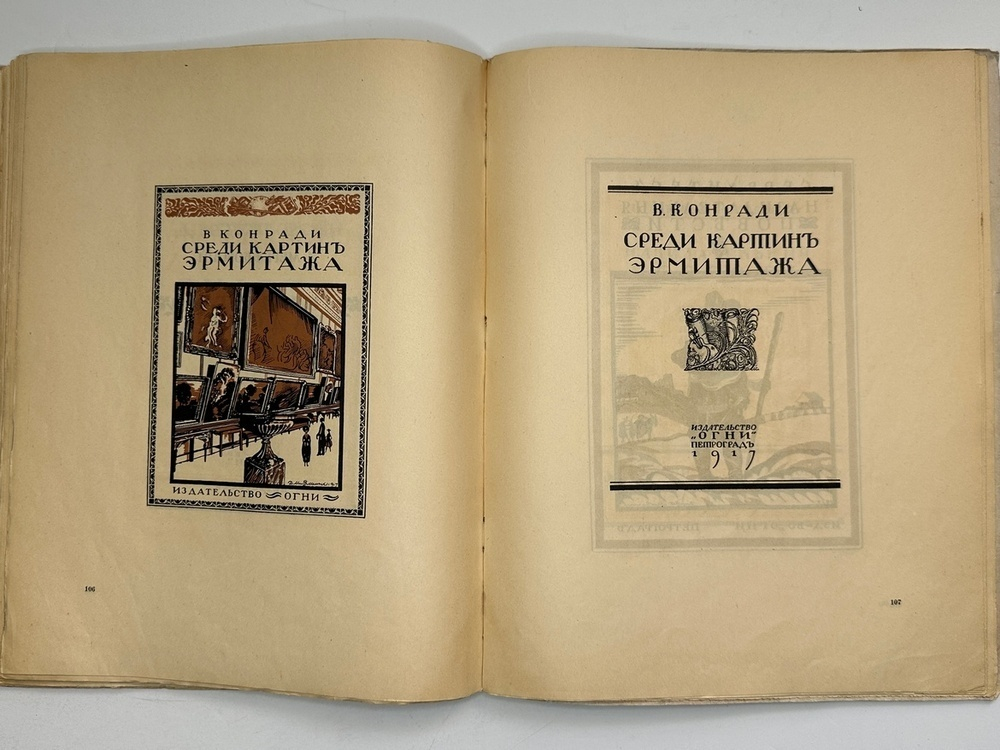 В КОНРАДИ
СРЕДИ КАРТИНЪ
ЭРМИТАЖА
ИЗДАТЕЛЬСТВО ОГНИ
106
В. КОНРАДИ
СРЕДИ КАРТИНЪ
ЭРМИТАЖА
ИЗДАТЕЛЬСТВО
„ОГНИ“
ПЕТРОГРАДЪ
1917
107